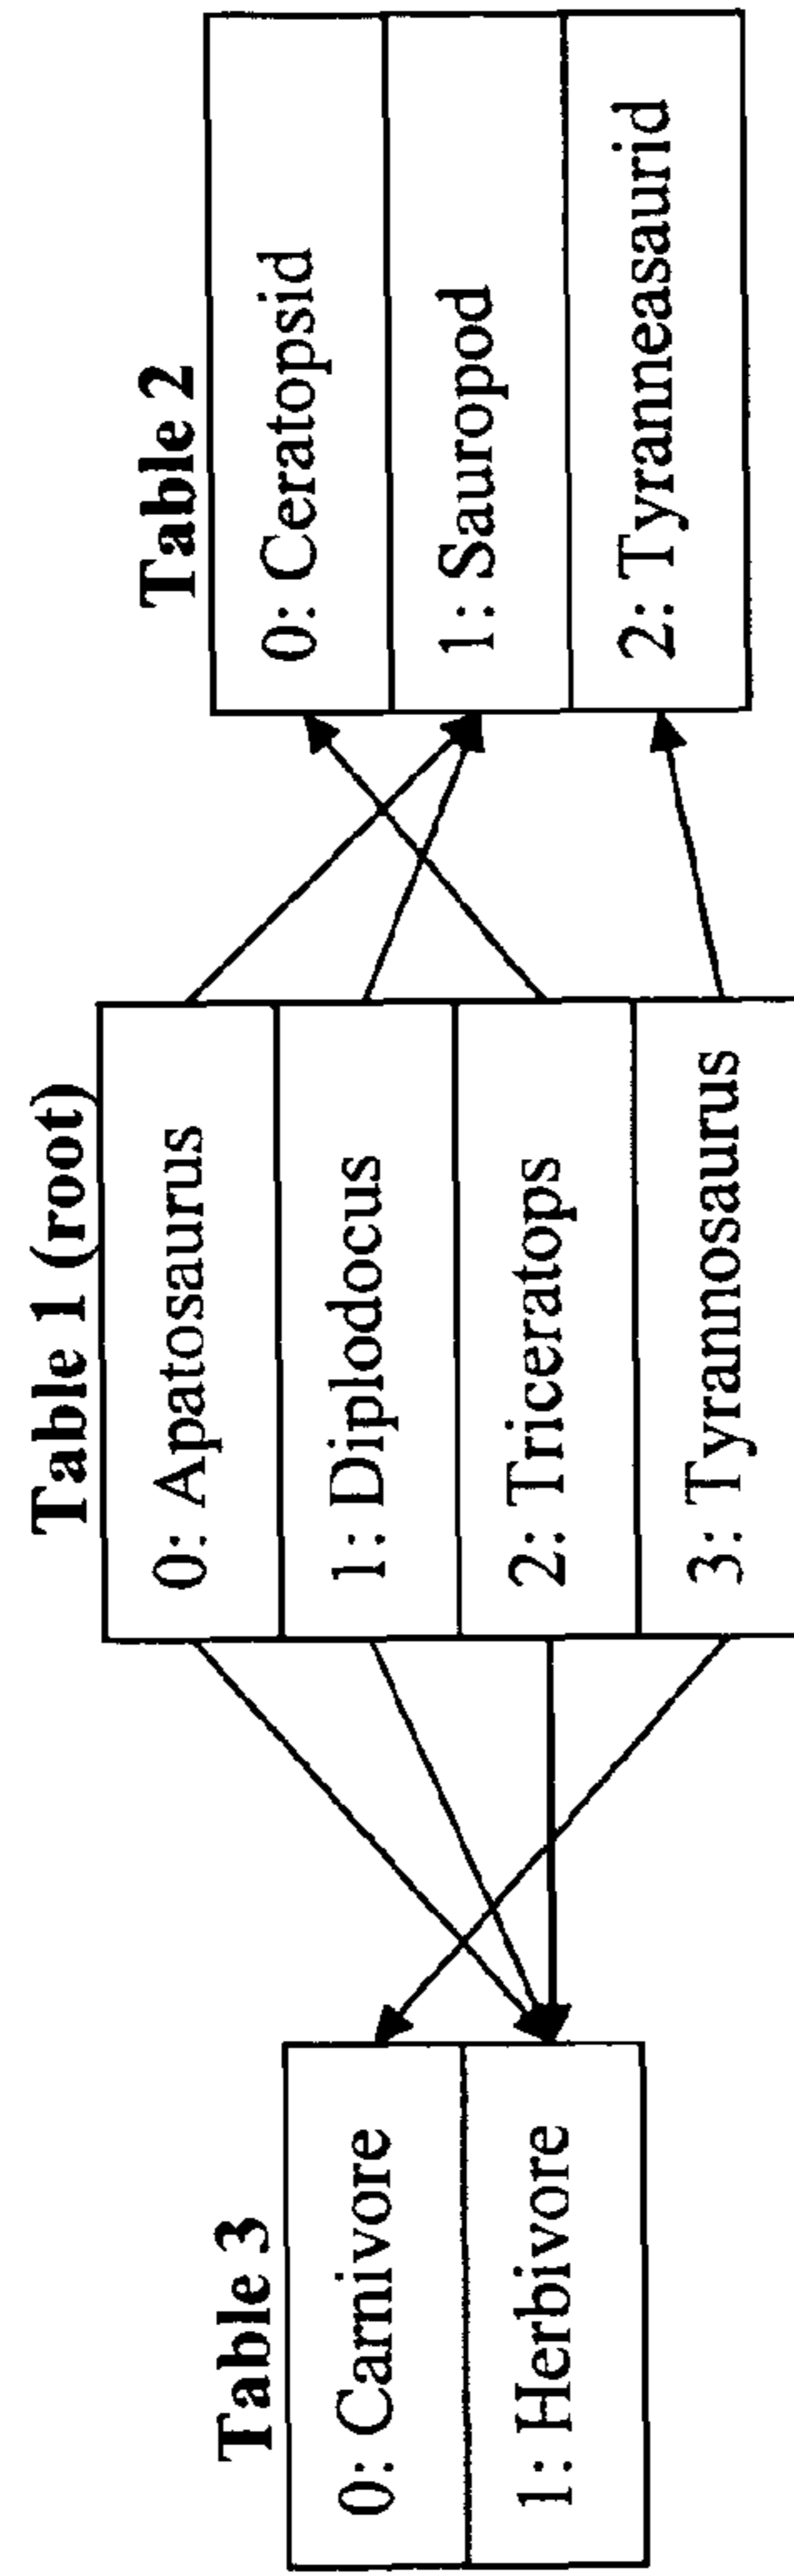 Table 3
0: Carnivore
1: Herbivore
Table 1 (root)
0: Apatosaurus
1: Diplodocus
2: Triceratops
3: Tyrannosaurus
Table 2
0: Ceratopsid
1: Sauropod
2: Tyranneasaurid